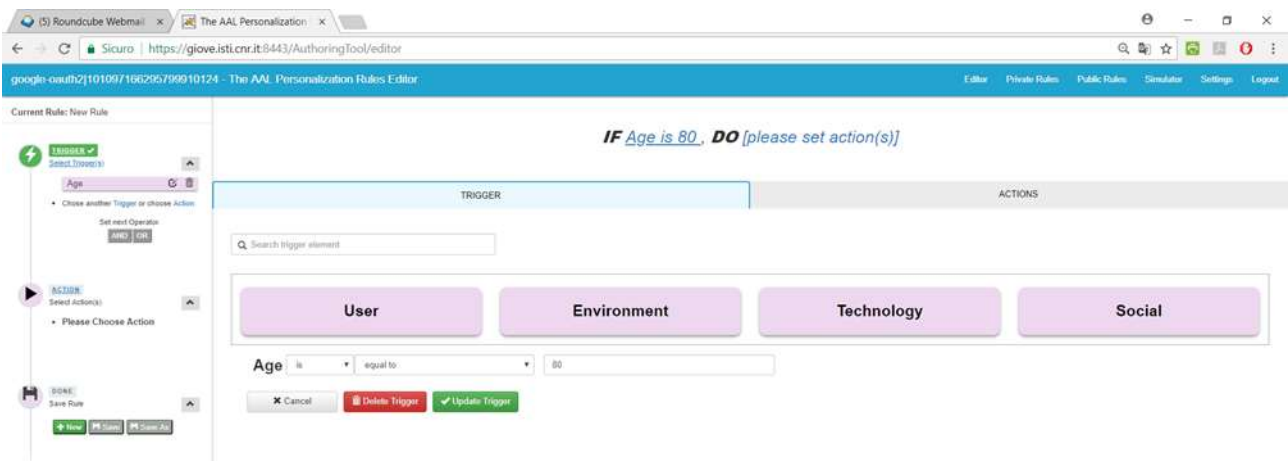 (5) Roundcube Webmail
The AAL Personalization
Sicuro | https://giove.isti.cnr.it:8443/AuthoringTool/editor
google-oauth2|101097166295799910124 - The AAL Personalization Rules Editor
Editor Private Rules Public Rules Simulator Settings Logout
Current Rule: New Rule
IF Age is 80 , DO [please set action(s)]
TRIGGER
Select Trigger(s)
Age
• Chose another Trigger or choose Action
Set next Operator
AND OR
TRIGGER
ACTIONS
Search trigger element
ACTION
Select Action(s)
• Please Choose Action
User
Environment
Technology
Social
Age is equal to 80
Cancel Delete Trigger Update Trigger
DONE
Save Rule
New Save Save As